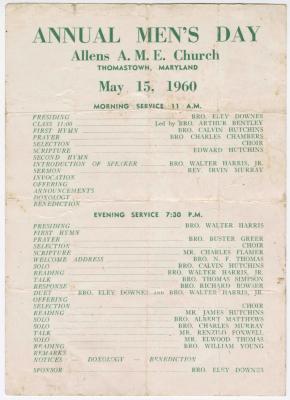 ANNUAL MEN'S DAY
Allens A. M. E. Church
THOMASTOWN, MARYLAND
May 15, 1960
MORNING SERVICE 11 A.M.
PRESIDING BRO. ELEY DOWNES
CLASS 11:00 Led by BRO. ARTHUR BENTLEY
FIRST HYMN BRO. CALVIN HUTCHINS
PRAYER BRO CHARLES CHAMBERS
SELECTION CHOIR
SCRIPTURE EDWARD HUTCHINS
SECOND HYMN
INTRODUCTION OF SPEAKER BRO. WALTER HARRIS, JR.
SERMON REV. IRVIN MURRAY
INVOCATION
OFFERING
ANNOUNCEMENTS
DOXOLOGY
BENEDICTION
EVENING SERVICE 7:30 P.M.
PRESIDING BRO. WALTER HARRIS
FIRST HYMN
PRAYER BRO. BUSTER GREER
SELECTION CHOIR
SCRIPTURE MR. CHARLES FLAMER
WELCOME ADDRESS BRO. N. F. THOMAS
SOLO BRO. CALVIN HUTCHINS
READING BRO. WALTER HARRIS, JR.
TALK BRO. THOMAS SIMPSON
RESPONSE BRO. RICHARD BOWSER
DUET BRO. ELEY DOWNES AND BRO. WALTER HARRIS, JR.
OFFERING
SELECTION CHOIR
READING MR. JAMES HUTCHINS
SOLO BRO. ALBERT MATTHEWS
SOLO BRO. CHARLES MURRAY
TALK MR. RENZILO FOXWELL
SOLO MR. ELWOOD THOMAS
READING BRO. WILLIAM YOUNG
REMARKS
NOTICES - DOXOLOGY - BENEDICTION
SPONSOR BRO. ELEY DOWNES